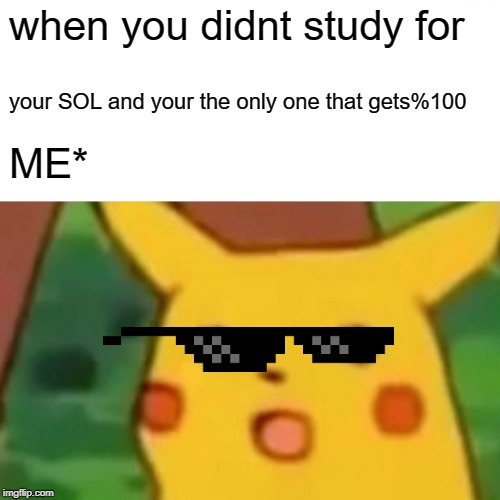 when you didnt study for
your SOL and your the only one that gets%100
ME*
imgflip.com